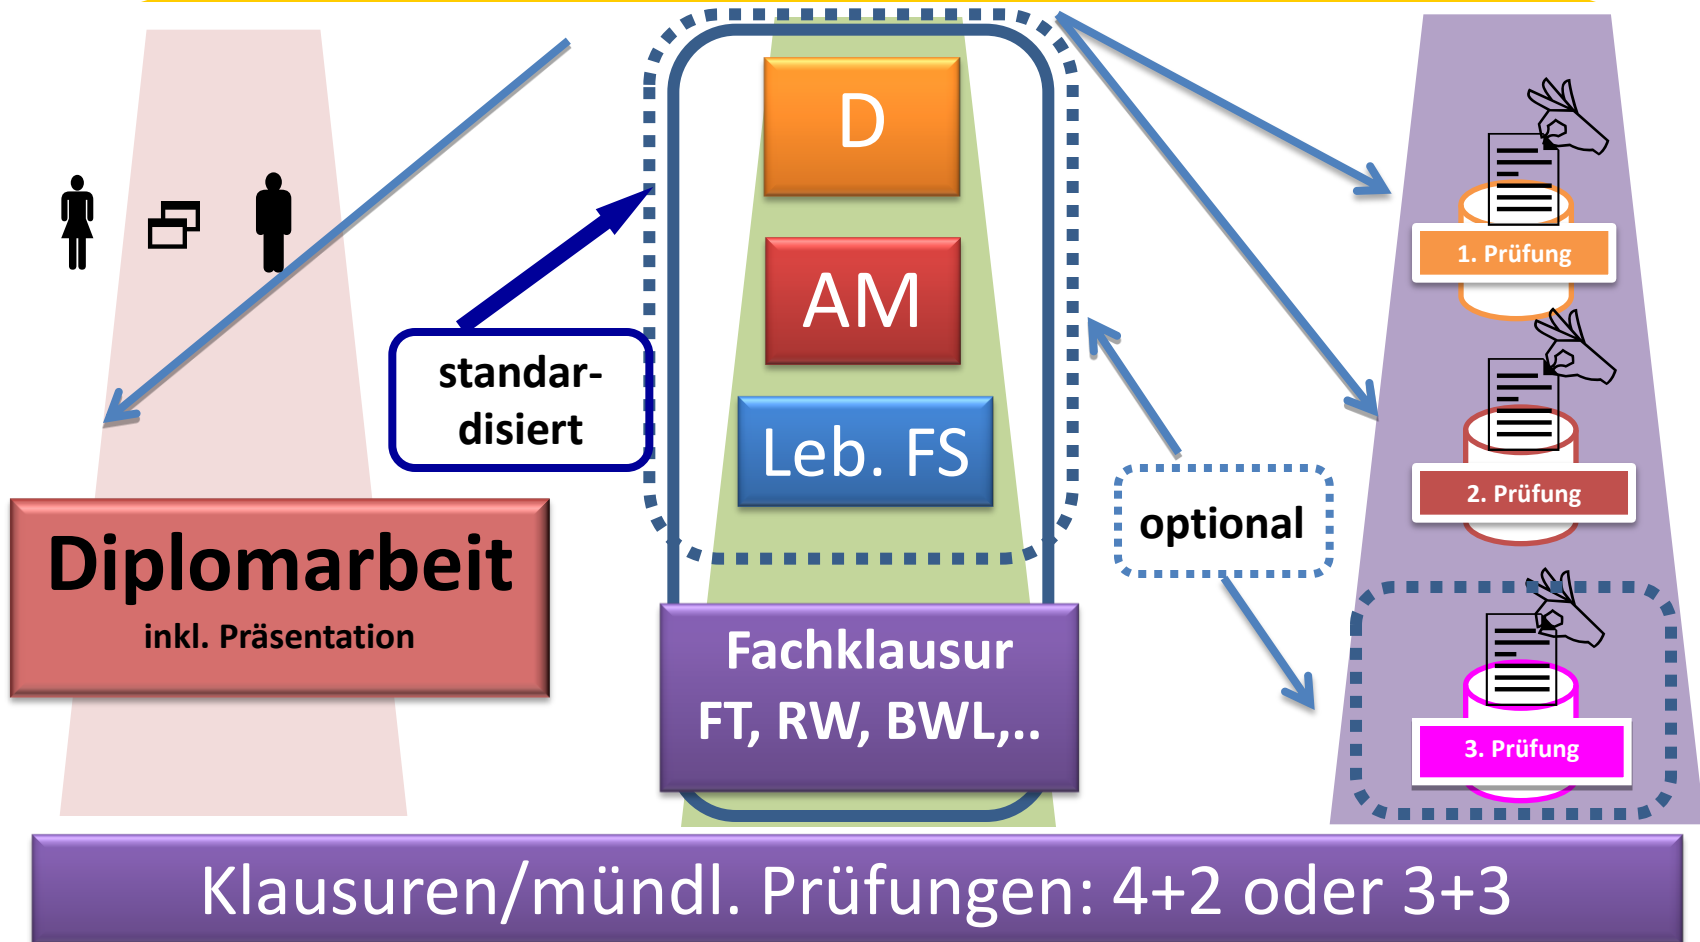 D
AM
Leb. FS
standar-
disiert
Diplomarbeit
inkl. Präsentation
Fachklausur
FT, RW, BWL,..
optional
1. Prüfung
2. Prüfung
3. Prüfung
Klausuren/mündl. Prüfungen: 4+2 oder 3+3